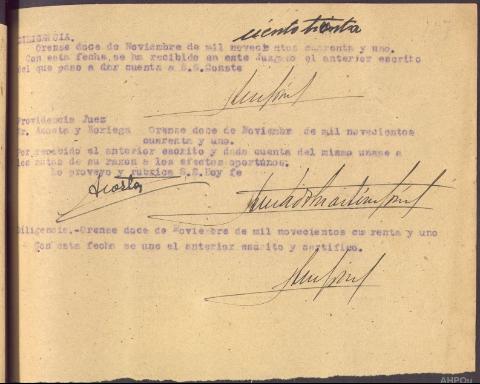 ciento treinta
DILIGENCIA.
Orense doce de Noviembre de mil novecientos cuarenta y uno.
Con esta fecha, se ha recibido en este Juzgado el anterior escrito
del que paso a dar cuenta a S.S. Conste
Providencia Juez
Sr. Acosta y Noriega Orense doce de Noviembr de mil novecientos
cuarenta y uno.
Por recibido el anterior escrito y dada cuenta del mismo unase a
los autos de su razon a los efectos oportunos;
Lo proveyo y rubrica S.S. Doy fe
Acosta
Diligencia.-Orense doce de Noviembre de mil novecientos cua renta y uno
Con esta fecha se une el anterior escrito y certifico.
AHPOu